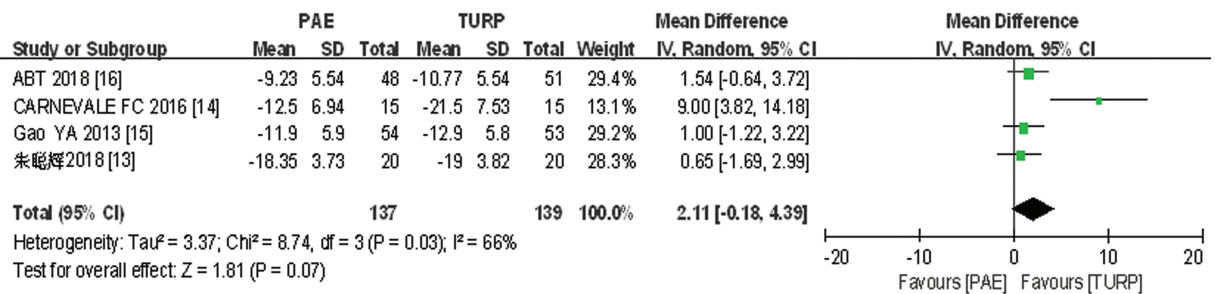 PAE TURP Mean Difference Mean Difference
Study or Subgroup Mean SD Total Mean SD Total Weight IV, Random, 95% CI IV, Random, 95% CI
ABT 2018 [16] -9.23 5.54 48 -10.77 5.54 51 29.4% 1.54 [-0.64, 3.72]
CARNEVALE FC 2016 [14] -12.5 6.94 15 -21.5 7.53 15 13.1% 9.00 [3.82, 14.18]
Gao YA 2013 [15] -11.9 5.9 54 -12.9 5.8 53 29.2% 1.00 [-1.22, 3.22]
朱聪辉2018 [13] -18.35 3.73 20 -19 3.82 20 28.3% 0.65 [-1.69, 2.99]
Total (95% CI) 137 139 100.0% 2.11 [-0.18, 4.39]
Heterogeneity: Tau² = 3.37; Chi² = 8.74, df = 3 (P = 0.03); I² = 66%
Test for overall effect: Z = 1.81 (P = 0.07)
-20 -10 0 10 20
Favours [PAE] Favours [TURP]